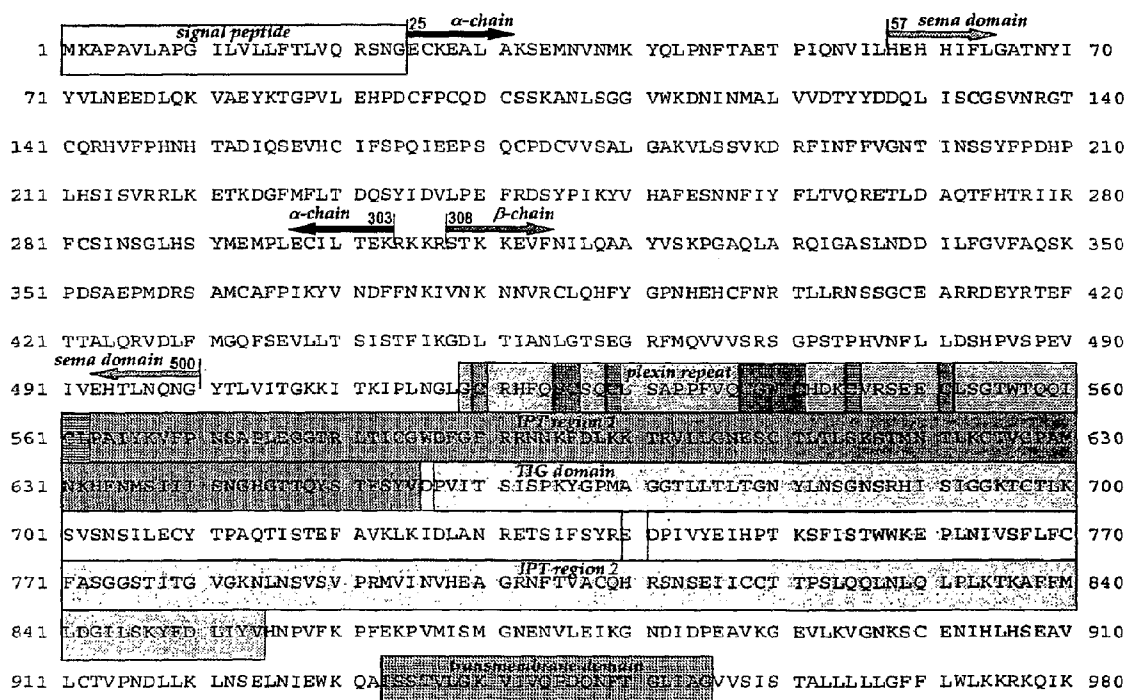 signal peptide 25 α-chain 57 sema domain
1 MKAPAVLAPG ILVLLFTLVQ RSNGECKEAL AKSEMNVNMK YQLPNFTAET PIQNVILHEH HIFLGATNYI 70
71 YVLNEEDLQK VAEYKTGPVL EHPDCFPCQD CSSKANLSGG VWKDNINMAL VVDTYYDDQL ISCGSVNRGT 140
141 CQRHVFPHNH TADIQSEVHC IFSPQIEEPS QCPDCVVSAL GAKVLSSVKD RFINFFVGNT INSSYFPDHP 210
211 LHSISVRRLK ETKDGFMFLT DQSYIDVLPE FRDSYPIKYV HAFESNNFIY FLTVQRETLD AQTFHTRIIR 280
α-chain 303 308 β-chain
281 FCSINSGLHS YMEMPLECIL TEKRKKRSTK KEVFNILQAA YVSKPGAQLA RQIGASLNDD ILFGVFAQSK 350
351 PDSAEPMDRS AMCAFPIKYV NDFFNKIVNK NNVRCLQHFY GPNHEHCFNR TLLRNSSGCE ARRDEYRTEF 420
421 TTALQRVDLF MGQFSEVLLT SISTFIKGDL TIANLGTSEG RFMQVVVSRS GPSTPHVNFL LDSHPVSPEV 490
sema domain 500 plexin repeat
491 IVEHTLNQNG YTLVITGKKI SAPPFVQ 560
IPT region 2
561 630
TIG domain
631 SISPKYGPMA GGTLLTLTGN YLNSGNSRHI SIGGKTCTLK 700
701 SVSNSILECY TPAQTISTEF AVKLKIDLAN RETSIFSYRE DPIVYEIHPT KSFISTWWKE PLNIVSFLFC 770
IPT region 2
771 FASGGSTITG VGKNLNSVSV PRMVINVHEA GRNFTVACQH RSNSEIICCT TPSLQQLNLQ LPLKTKAFFM 840
841 LDGILSKYFD LIYVHNPVFK PFEKPVMISM GNENVLEIKG NDIDPEAVKG EVLKVGNKSC ENIHLHSEAV 910
transmembrane domain
911 LCTVPNDLLK LNSELNIEWK TALLLLLGFF LWLKKRKQIK 980